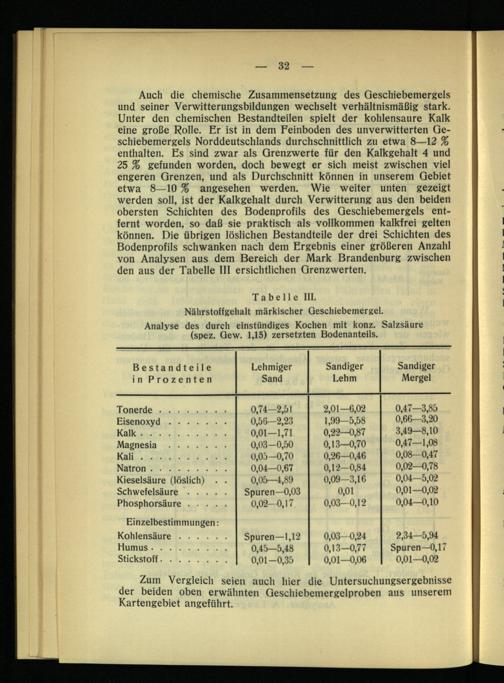 — 32 —
Auch die chemische Zusammensetzung des Geschiebemergels
und seiner Verwitterungsbildungen wechselt verhältnismäßig stark.
Unter den chemischen Bestandteilen spielt der kohlensaure Kalk
eine große Rolle. Er ist in dem Feinboden des unverwitterten Ge-
schiebemergels Norddeutschlands durchschnittlich zu etwa 8—12 %
enthalten. Es sind zwar als Grenzwerte für den Kalkgehalt 4 und
25 % gefunden worden, doch bewegt er sich meist zwischen viel
engeren Grenzen, und als Durchschnitt können in unserem Gebiet
etwa 8—10 % angesehen werden. Wie weiter unten gezeigt
werden soll, ist der Kalkgehalt durch Verwitterung aus den beiden
obersten Schichten des Bodenprofils des Geschiebemergels ent-
fernt worden, so daß sie praktisch als vollkommen kalkfrei gelten
können. Die übrigen löslichen Bestandteile der drei Schichten des
Bodenprofils schwanken nach dem Ergebnis einer größeren Anzahl
von Analysen aus dem Bereich der Mark Brandenburg zwischen
den aus der Tabelle III ersichtlichen Grenzwerten.
Tabelle III.
Nährstoffgehalt märkischer Geschiebemergel.
Analyse des durch einstündiges Kochen mit konz. Salzsäure
(spez. Gew. 1,15) zersetzten Bodenanteils.
Bestandteile in Prozenten | Lehmiger Sand | Sandiger Lehm | Sandiger Mergel
Tonerde . . . . . . . . 0,74—2,51 2,01—6,02 0,47—3,85
Eisenoxyd . . . . . . . 0,56—2,23 1,99—5,58 0,66—3,20
Kalk . . . . . . . . . 0,01—1,71 0,22—0,87 3,49—8,10
Magnesia . . . . . . . 0,03—0,50 0,13—0,70 0,47—1,08
Kali . . . . . . . . . 0,05—0,70 0,26—0,46 0,08—0,47
Natron . . . . . . . . 0,04—0,67 0,12—0,84 0,02—0,78
Kieselsäure (löslich) . . 0,05—4,89 0,09—3,16 0,04—5,02
Schwefelsäure . . . . . Spuren—0,03 0,01 0,01—0,02
Phosphorsäure . . . . . 0,02—0,17 0,03—0,12 0,04—0,10
Einzelbestimmungen:
Kohlensäure . . . . . . Spuren—1,12 0,03—0,24 2,34—5,94
Humus . . . . . . . . . 0,45—5,48 0,13—0,77 Spuren—0,17
Stickstoff . . . . . . . 0,01—0,35 0,01—0,06 0,01—0,02
Zum Vergleich seien auch hier die Untersuchungsergebnisse
der beiden oben erwähnten Geschiebemergelproben aus unserem
Kartengebiet angeführt.